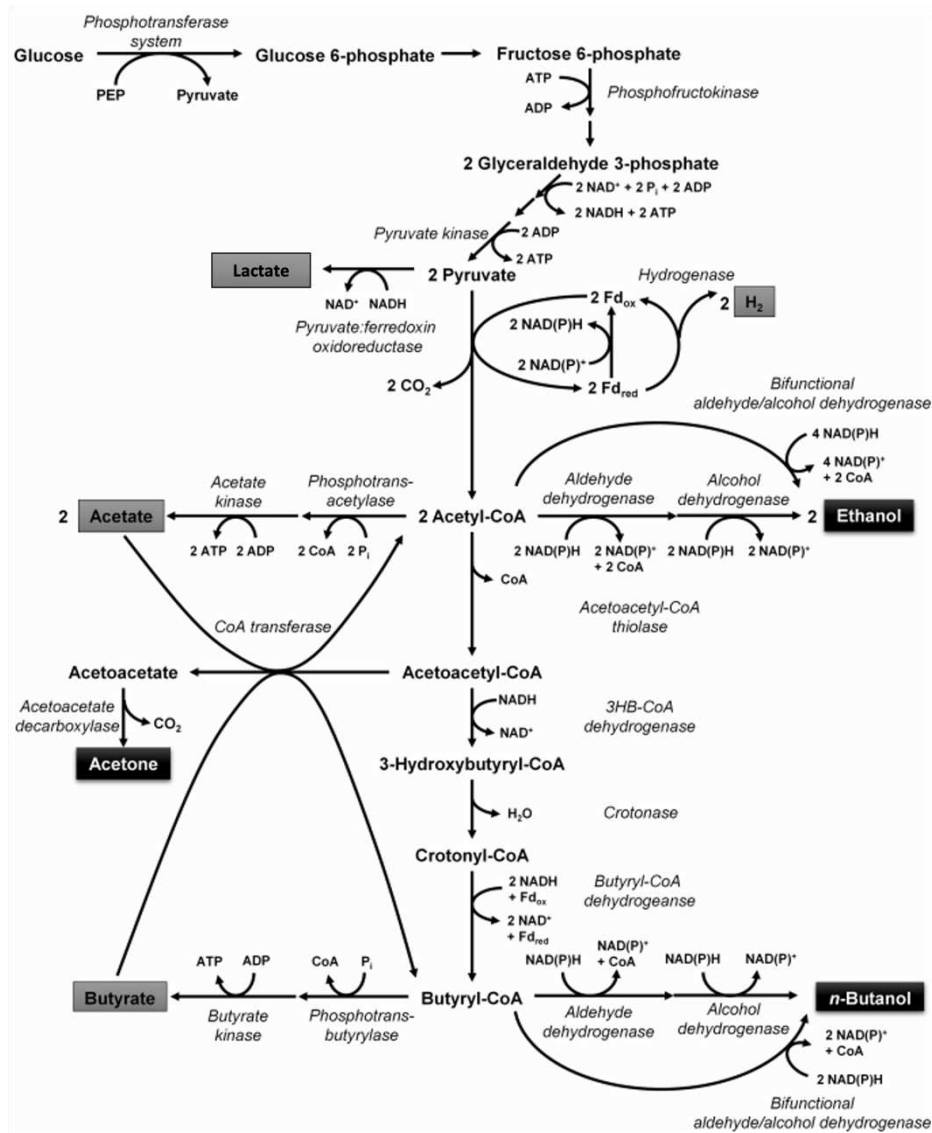 Phosphotransferase
system
Glucose
Glucose 6-phosphate
Fructose 6-phosphate
PEP
Pyruvate
ATP
ADP
Phosphofructokinase
2 Glyceraldehyde 3-phosphate
2 NAD⁺ + 2 Pᵢ + 2 ADP
2 NADH + 2 ATP
Pyruvate kinase
2 ADP
2 ATP
Lactate
2 Pyruvate
NAD⁺
NADH
Hydrogenase
2 H₂
2 Fdₒₓ
2 NAD(P)H
2 NAD(P)⁺
2 Fd_red
Pyruvate:ferredoxin
oxidoreductase
2 CO₂
Bifunctional
aldehyde/alcohol dehydrogenase
4 NAD(P)H
4 NAD(P)⁺
+ 2 CoA
Acetate
kinase
Phosphotrans-
acetylase
Aldehyde
dehydrogenase
Alcohol
dehydrogenase
2 Acetate
2 Acetyl-CoA
2 Ethanol
2 ATP
2 ADP
2 CoA
2 Pᵢ
2 NAD(P)H
2 NAD(P)⁺
+ 2 CoA
2 NAD(P)H
2 NAD(P)⁺
CoA
Acetoacetyl-CoA
thiolase
CoA transferase
Acetoacetate
Acetoacetyl-CoA
Acetoacetate
decarboxylase
CO₂
NADH
NAD⁺
3HB-CoA
dehydrogenase
Acetone
3-Hydroxybutyryl-CoA
H₂O
Crotonase
Crotonyl-CoA
2 NADH
+ Fdₒₓ
2 NAD⁺
+ Fd_red
Butyryl-CoA
dehydrogeanse
ATP
ADP
CoA
Pᵢ
NAD(P)H
NAD(P)⁺
+ CoA
NAD(P)H
NAD(P)⁺
Butyrate
Butyryl-CoA
n-Butanol
Butyrate
kinase
Phosphotrans-
butyrylase
Aldehyde
dehydrogenase
Alcohol
dehydrogenase
2 NAD(P)⁺
+ CoA
2 NAD(P)H
Bifunctional
aldehyde/alcohol dehydrogenase